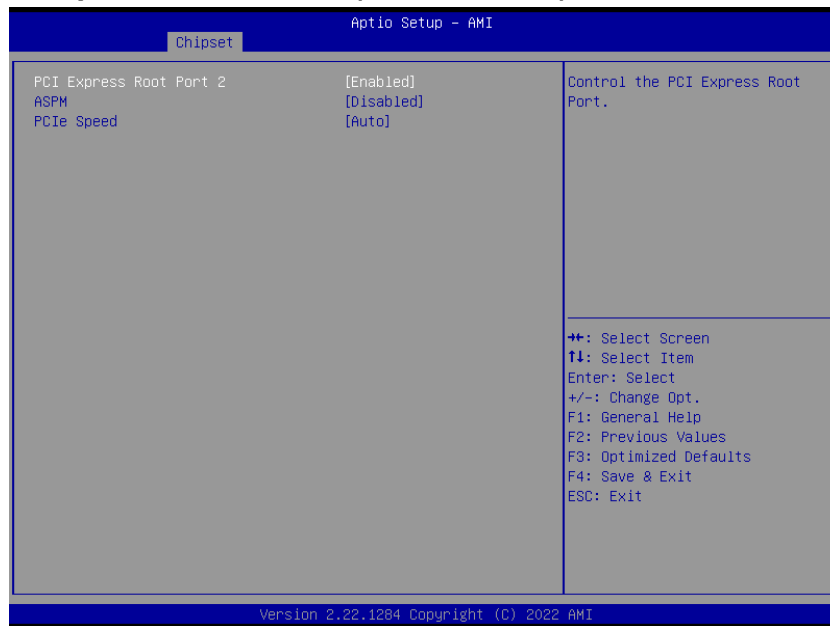 Aptio Setup – AMI
Chipset
PCI Express Root Port 2 [Enabled]
ASPM [Disabled]
PCIe Speed [Auto]
Control the PCI Express Root
Port.
→←: Select Screen
↑↓: Select Item
Enter: Select
+/-: Change Opt.
F1: General Help
F2: Previous Values
F3: Optimized Defaults
F4: Save & Exit
ESC: Exit
Version 2.22.1284 Copyright (C) 2022 AMI